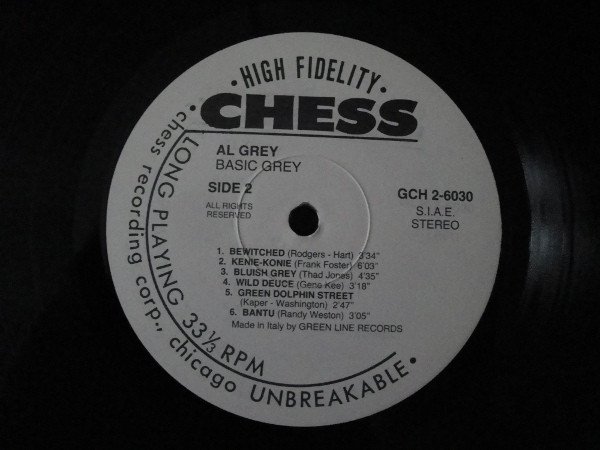 • HIGH FIDELITY •
CHESS
AL GREY
BASIC GREY
SIDE 2
GCH 2-6030
ALL RIGHTS
RESERVED
S.I.A.E.
STEREO
1. BEWITCHED (Rodgers - Hart) 3'34"
2. KENIE-KONIE (Frank Foster) 6'03"
3. BLUISH GREY (Thad Jones) 4'35"
4. WILD DEUCE (Gene Kee) 3'18"
5. GREEN DOLPHIN STREET
(Kaper - Washington) 2'47"
6. BANTU (Randy Weston) 3'05"
Made in Italy by GREEN LINE RECORDS
LONG PLAYING 33⅓ RPM
• chess recording corp., chicago UNBREAKABLE •